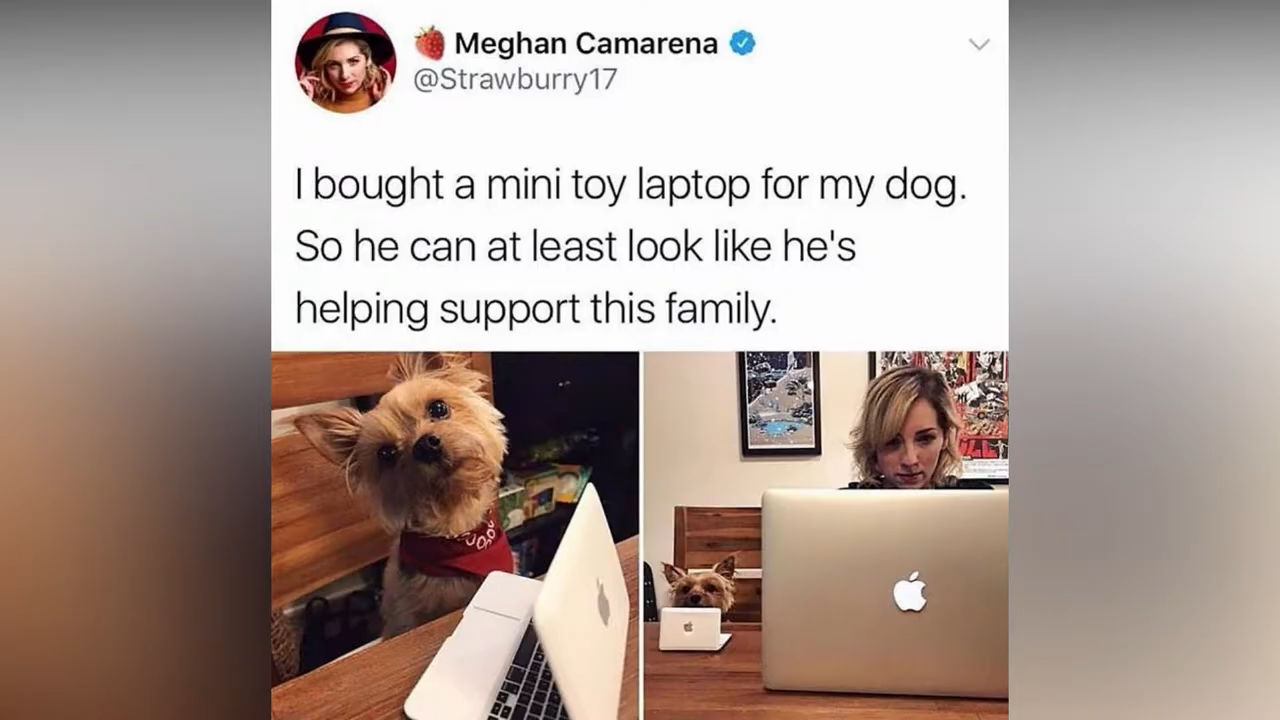 🍓 Meghan Camarena
@Strawburry17
I bought a mini toy laptop for my dog.
So he can at least look like he's
helping support this family.